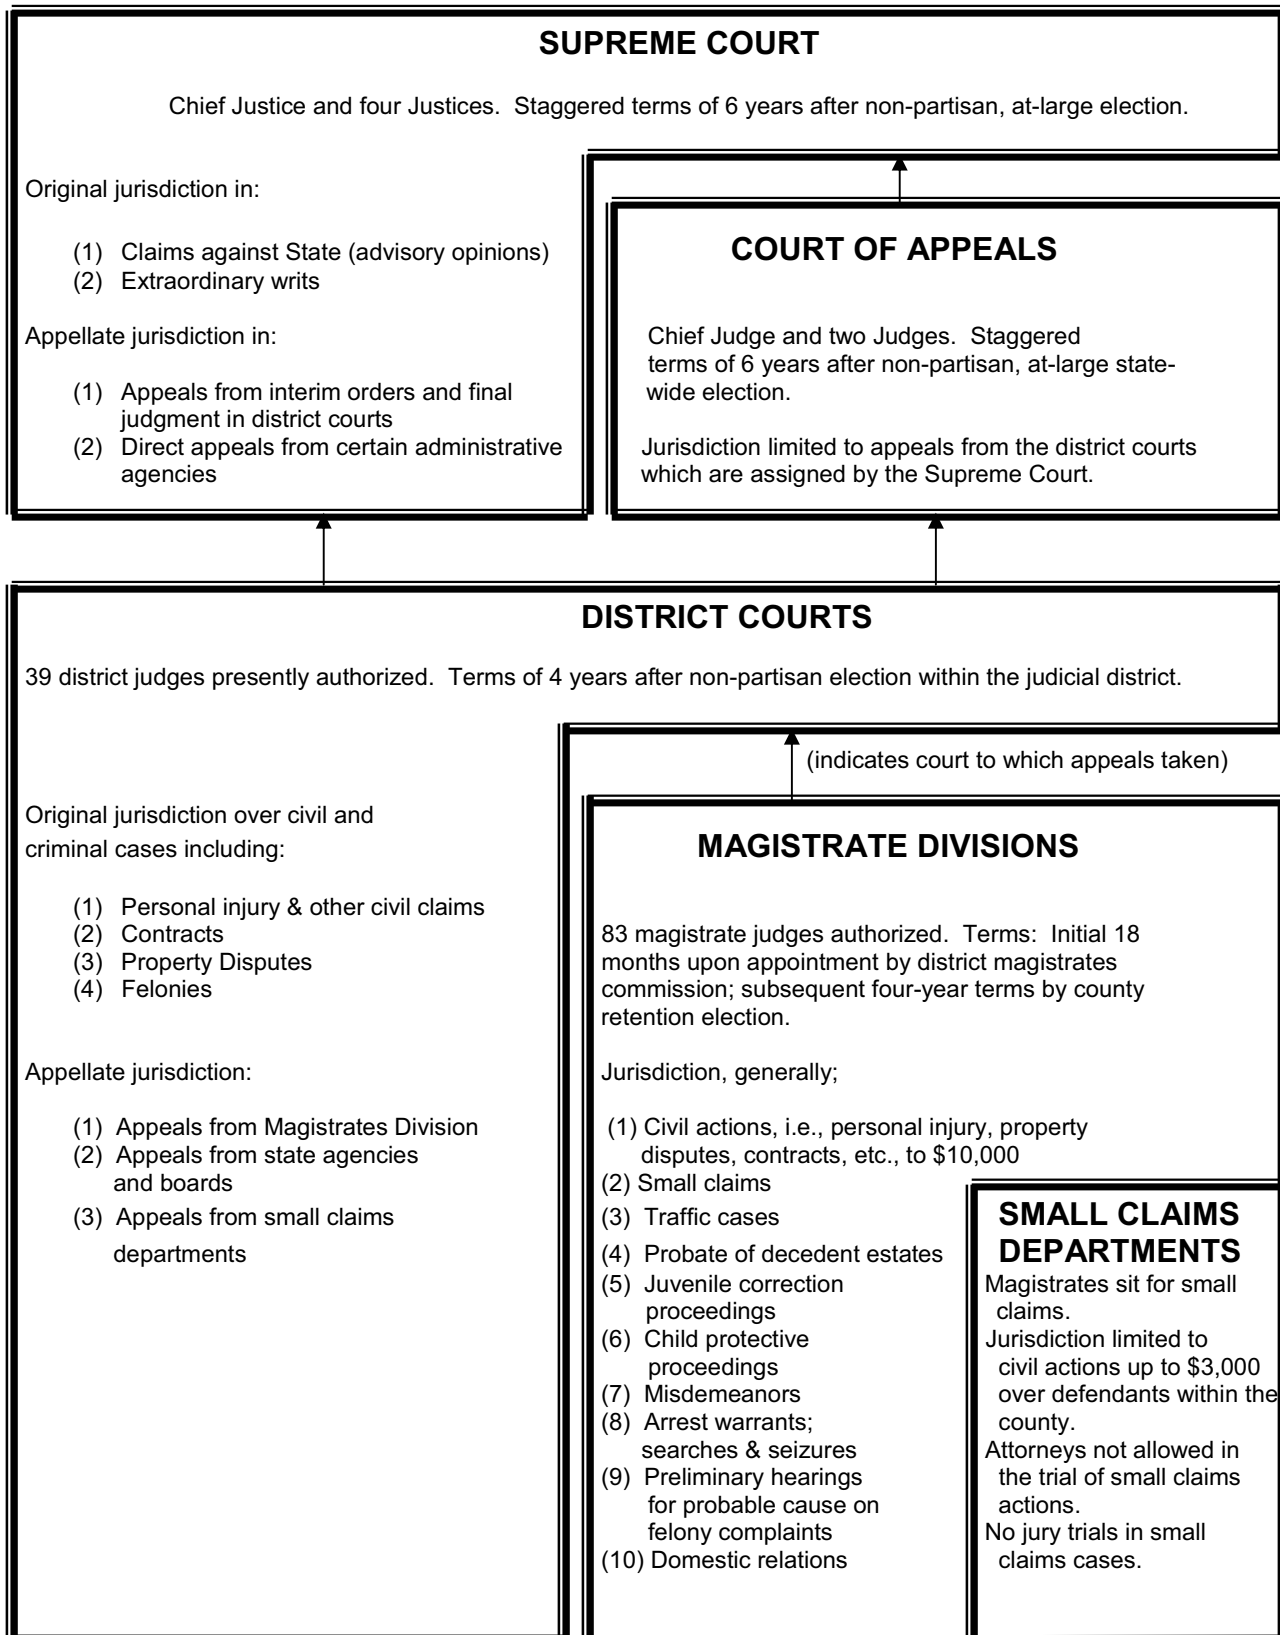 SUPREME COURT
Chief Justice and four Justices.  Staggered terms of 6 years after non-partisan, at-large election.
Original jurisdiction in:
(1)  Claims against State (advisory opinions)
(2)  Extraordinary writs
Appellate jurisdiction in:
(1)  Appeals from interim orders and final
judgment in district courts
(2)  Direct appeals from certain administrative
agencies
COURT OF APPEALS
Chief Judge and two Judges.  Staggered
terms of 6 years after non-partisan, at-large state-
wide election.
Jurisdiction limited to appeals from the district courts
which are assigned by the Supreme Court.
DISTRICT COURTS
39 district judges presently authorized.  Terms of 4 years after non-partisan election within the judicial district.
(indicates court to which appeals taken)
Original jurisdiction over civil and
criminal cases including:
(1)  Personal injury & other civil claims
(2)  Contracts
(3)  Property Disputes
(4)  Felonies
Appellate jurisdiction:
(1)  Appeals from Magistrates Division
(2)  Appeals from state agencies
and boards
(3)  Appeals from small claims
departments
MAGISTRATE DIVISIONS
83 magistrate judges authorized.  Terms:  Initial 18
months upon appointment by district magistrates
commission; subsequent four-year terms by county
retention election.
Jurisdiction, generally;
(1) Civil actions, i.e., personal injury, property
disputes, contracts, etc., to $10,000
(2) Small claims
(3)  Traffic cases
(4)  Probate of decedent estates
(5)  Juvenile correction
proceedings
(6)  Child protective
proceedings
(7)  Misdemeanors
(8)  Arrest warrants;
searches & seizures
(9)  Preliminary hearings
for probable cause on
felony complaints
(10) Domestic relations
SMALL CLAIMS
DEPARTMENTS
Magistrates sit for small
claims.
Jurisdiction limited to
civil actions up to $3,000
over defendants within the
county.
Attorneys not allowed in
the trial of small claims
actions.
No jury trials in small
claims cases.